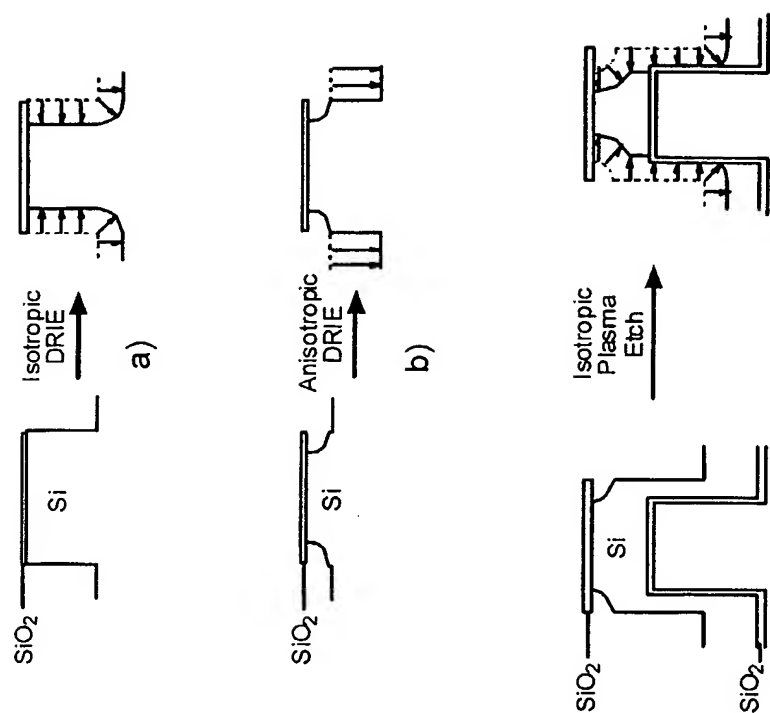 SiO2
Si
Isotropic
DRIE
a)
SiO2
Si
Anisotropic
DRIE
b)
SiO2
Si
SiO2
Isotropic
Plasma
Etch